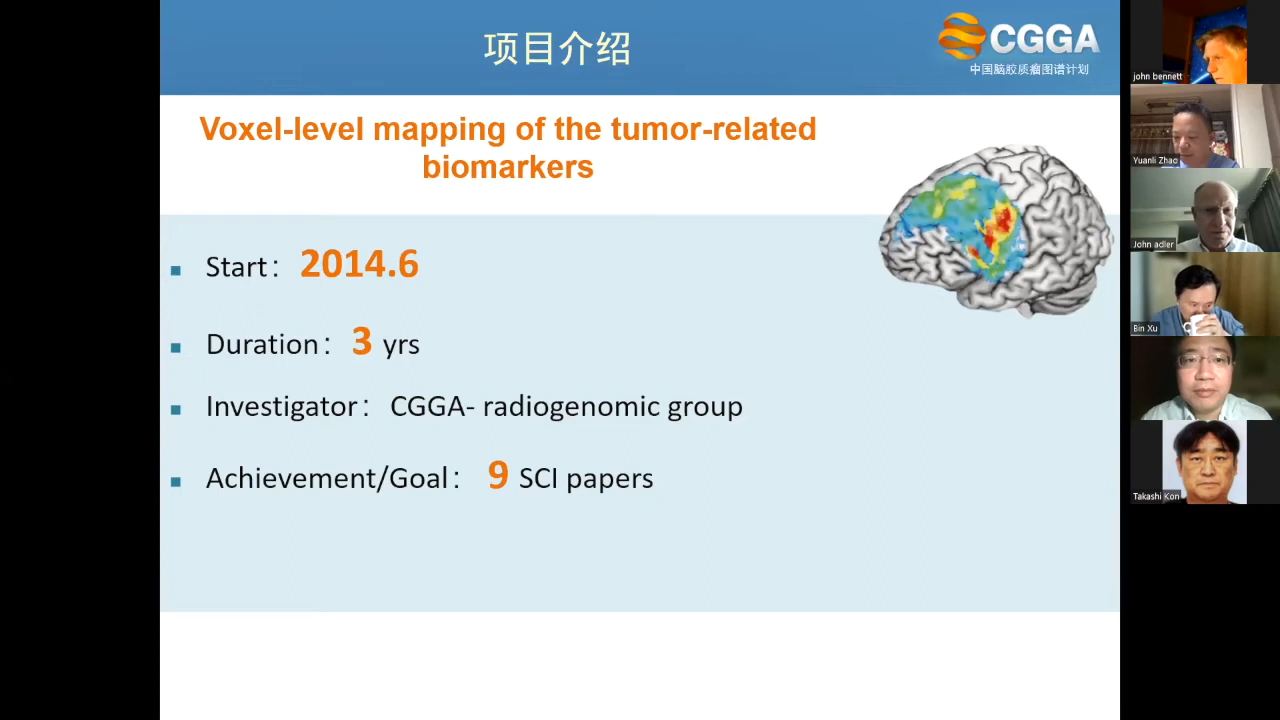 项目介绍
CGGA
中国脑胶质瘤图谱计划
Voxel-level mapping of the tumor-related
biomarkers
Start：2014.6
Duration：3 yrs
Investigator：CGGA- radiogenomic group
Achievement/Goal：9 SCI papers
john bennett
Yuanli Zhao
John adler
Bin Xu
Takashi Kon